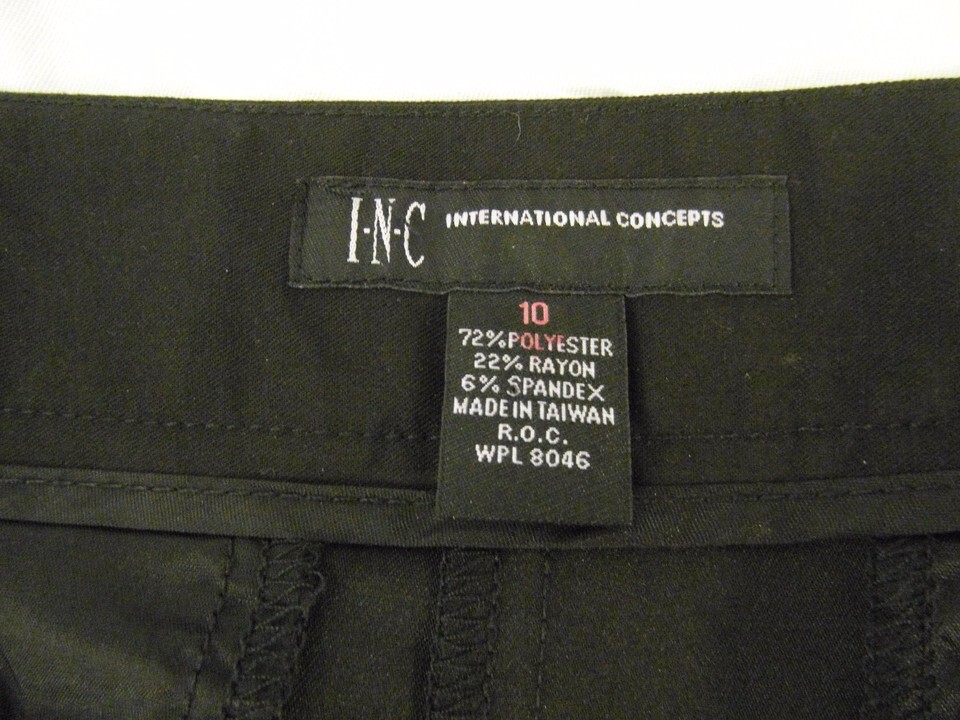 I·N·C INTERNATIONAL CONCEPTS
10
72%POLYESTER
22% RAYON
6% SPANDEX
MADE IN TAIWAN
R.O.C.
WPL 8046